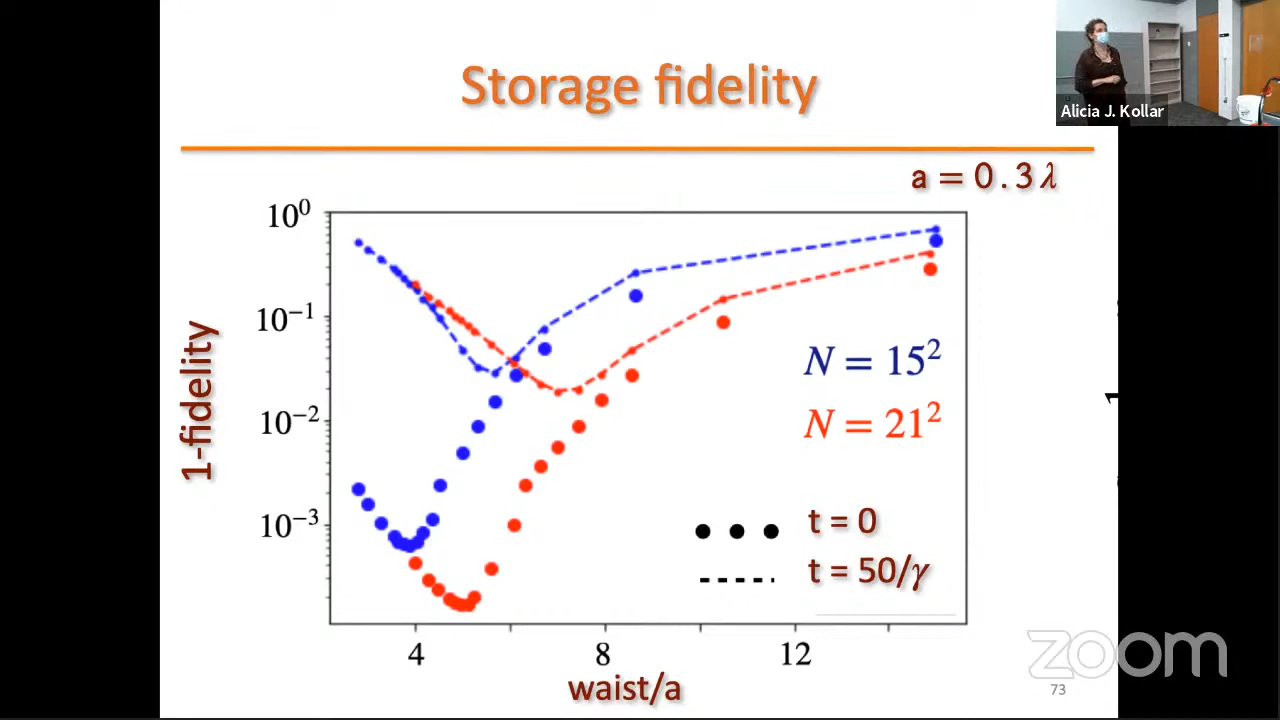 Storage fidelity
Alicia J. Kollar
a = 0.3λ
10⁰
10⁻¹
10⁻²
10⁻³
1-fidelity
N = 15²
N = 21²
t = 0
t = 50/γ
4 8 12
waist/a
zoom
73